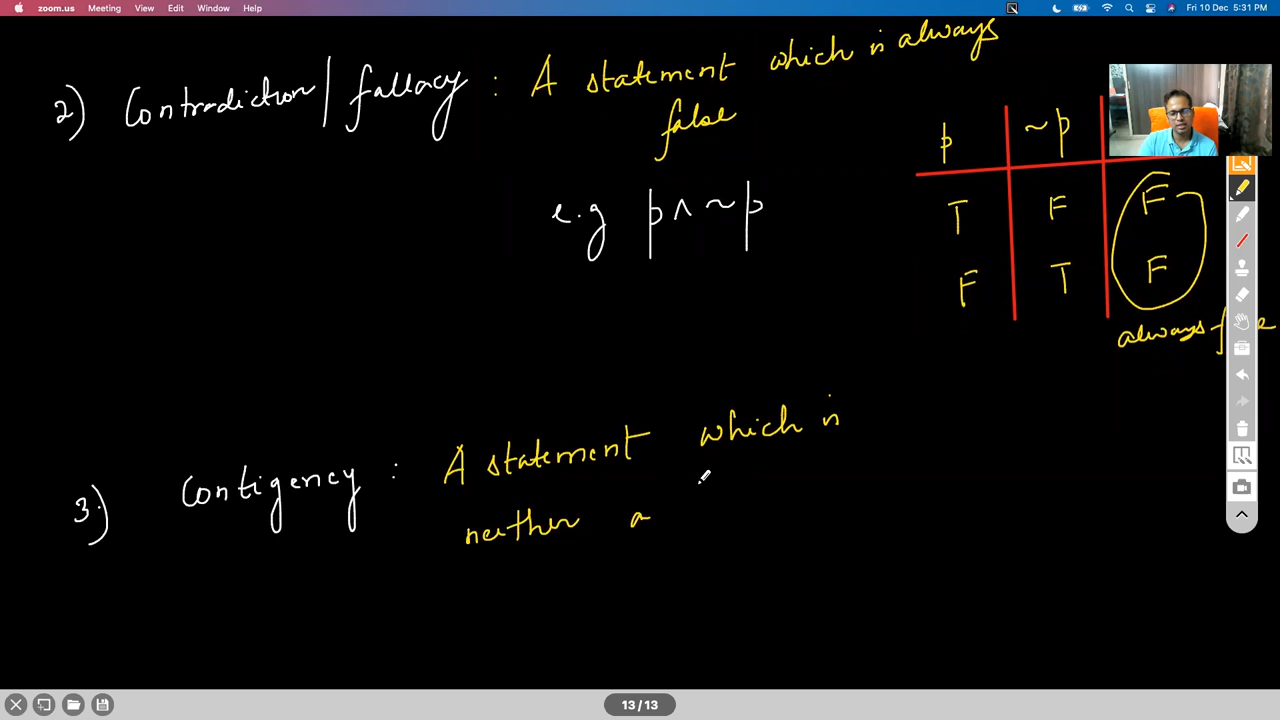 zoom.us Meeting View Edit Window Help Fri 10 Dec 5:31 PM
2) Contradiction / fallacy : A statement which is always
false
e.g p ∧ ~p
p ~p
T F F
F T F
always
3) Contigency : A statement which is
neither a
13 / 13